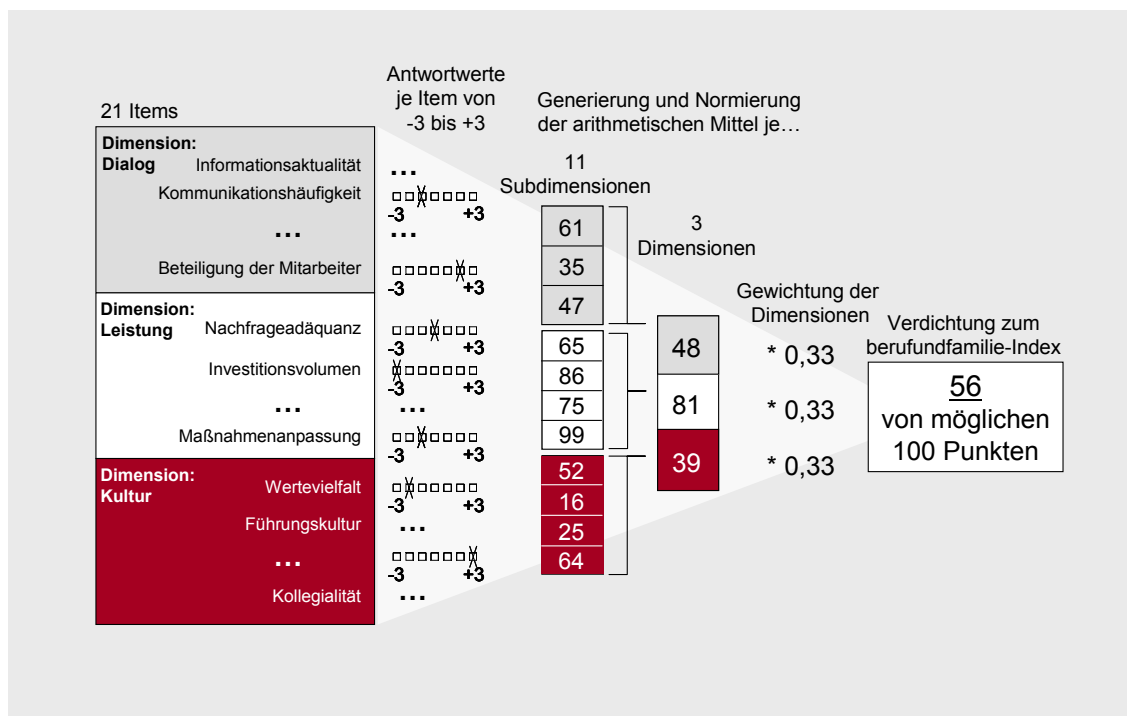 21 Items
Dimension:
Dialog Informationsaktualität
Kommunikationshäufigkeit
...
Beteiligung der Mitarbeiter
Dimension:
Leistung Nachfrageadäquanz
Investitionsvolumen
...
Maßnahmenanpassung
Dimension:
Kultur Wertevielfalt
Führungskultur
...
Kollegialität
Antwortwerte
je Item von
-3 bis +3
...
-3 +3
...
-3 +3
-3 +3
-3 +3
...
-3 +3
-3 +3
...
-3 +3
...
Generierung und Normierung
der arithmetischen Mittel je…
11
Subdimensionen
61
35
47
65
86
75
99
52
16
25
64
3
Dimensionen
48
81
39
Gewichtung der
Dimensionen
* 0,33
* 0,33
* 0,33
Verdichtung zum
berufundfamilie-Index
56
von möglichen
100 Punkten